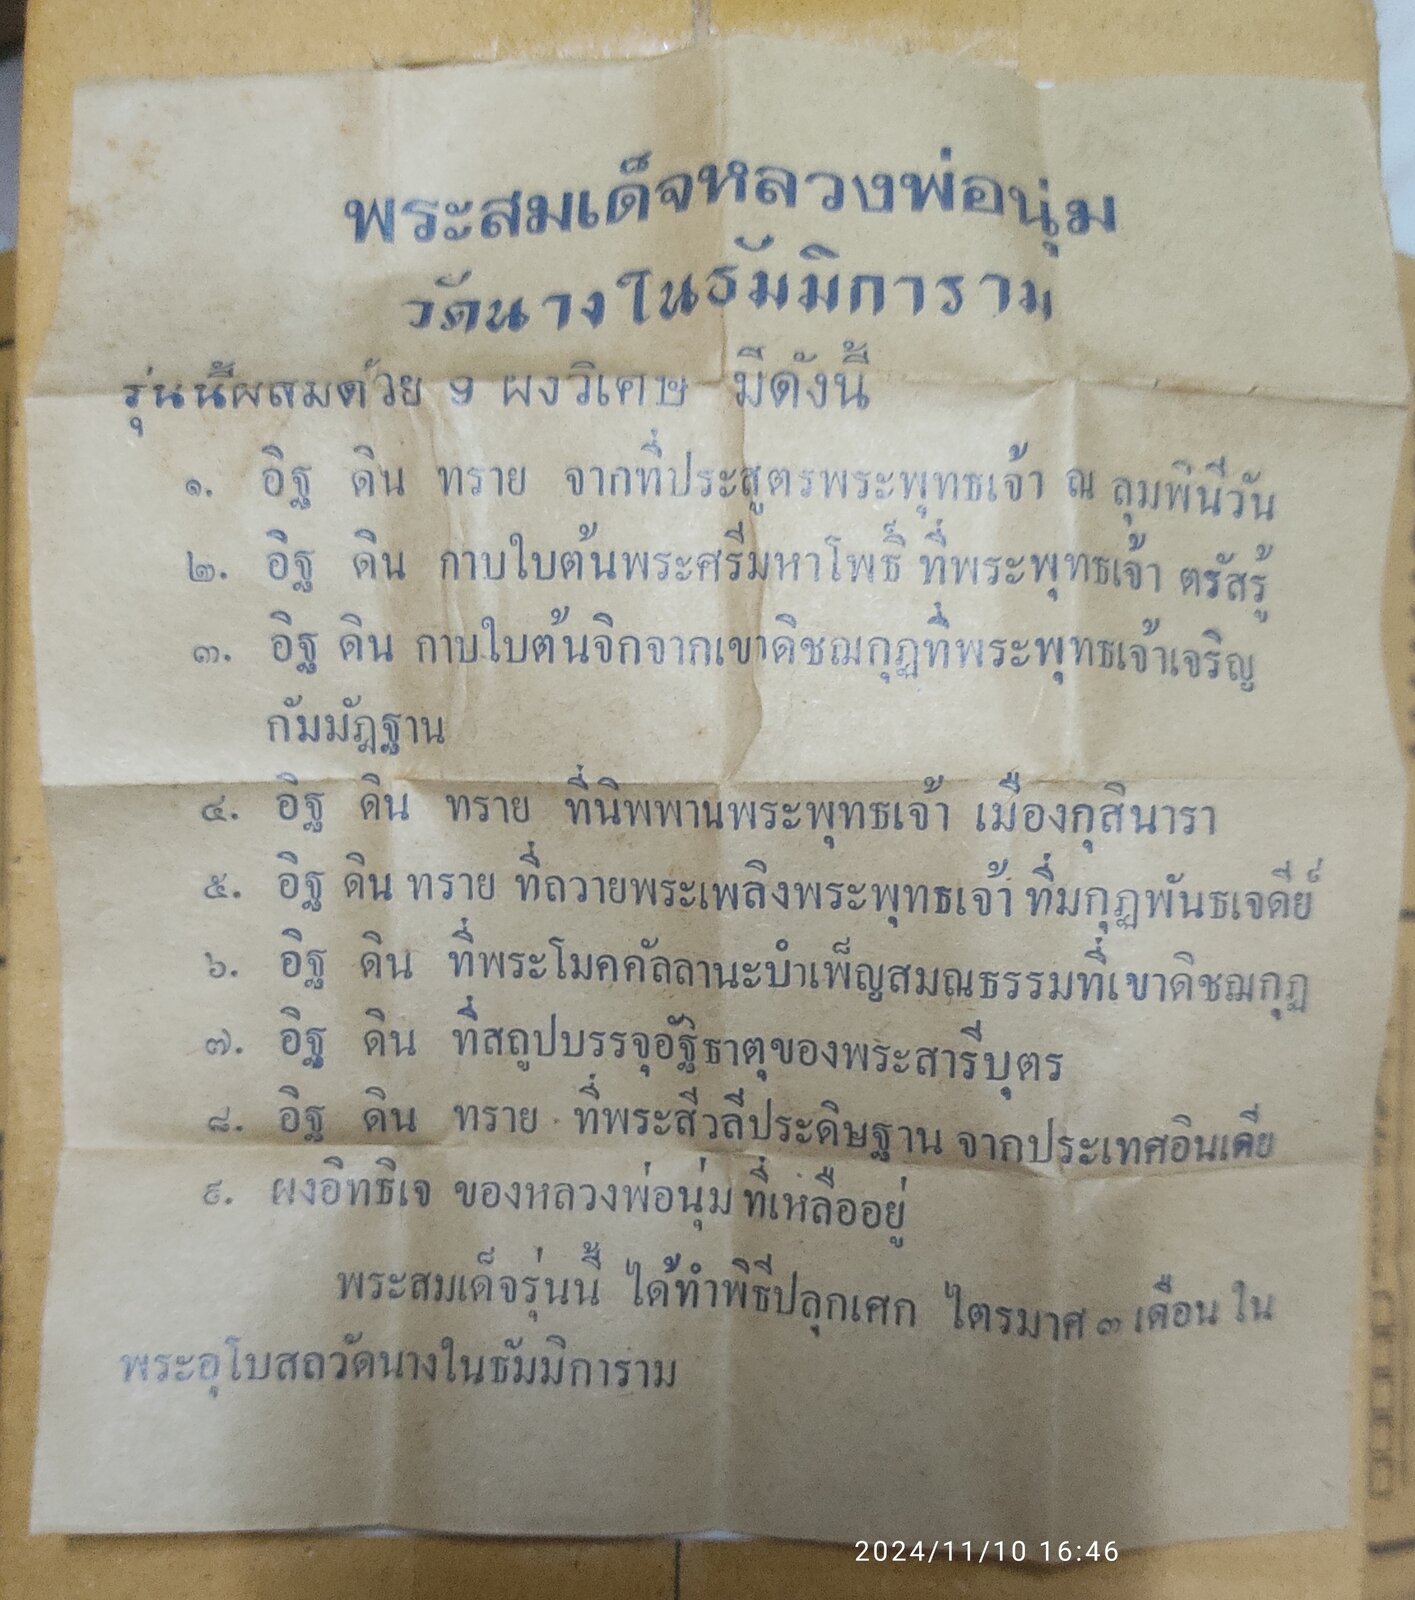 พระสมเด็จหลวงพ่อนุ่ม
วัดนางในธัมมิการาม
รุ่นนี้ผสมด้วย 9 ผงวิเศษ มีดังนี้
๑. อิฐ ดิน ทราย จากที่ประสูตรพระพุทธเจ้า ณ ลุมพินีวัน
๒. อิฐ ดิน กาบใบต้นพระศรีมหาโพธิ์ ที่พระพุทธเจ้า ตรัสรู้
๓. อิฐ ดิน กาบใบต้นจิกจากเขาดิชฌกุฏที่พระพุทธเจ้าเจริญ
กัมมัฏฐาน
๔. อิฐ ดิน ทราย ที่นิพพานพระพุทธเจ้า เมืองกุสินารา
๕. อิฐ ดิน ทราย ที่ถวายพระเพลิงพระพุทธเจ้า ที่มกุฏพันธเจดีย์
๖. อิฐ ดิน ที่พระโมคคัลลานะบำเพ็ญสมณธรรมที่เขาดิชฌกุฏ
๗. อิฐ ดิน ที่สถูปบรรจุอัฐิธาตุของพระสารีบุตร
๘. อิฐ ดิน ทราย ที่พระสีวลีประดิษฐาน จากประเทศอินเดีย
๙. ผงอิทธิเจ ของหลวงพ่อนุ่ม ที่เหลืออยู่
พระสมเด็จรุ่นนี้ ได้ทำพิธีปลุกเศก ไตรมาศ ๓ เดือน ใน
พระอุโบสถวัดนางในธัมมิการาม
2024/11/10 16:46